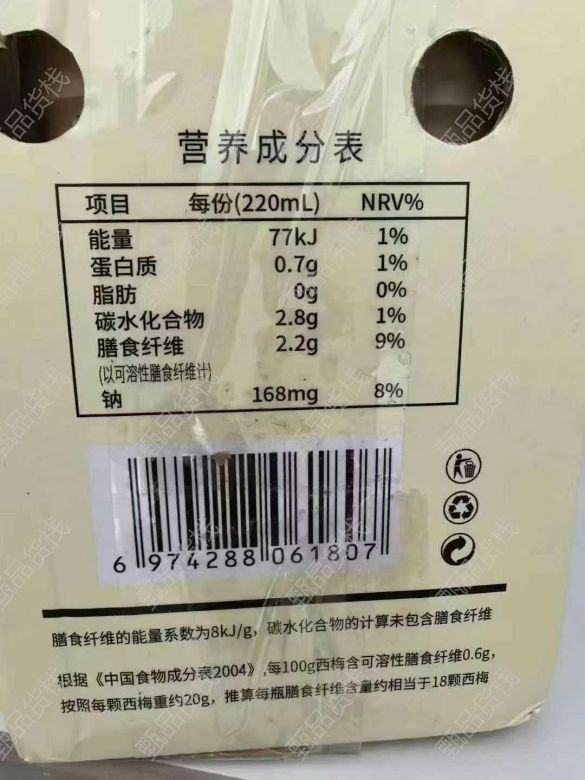 营养成分表
项目 每份(220mL) NRV%
能量 77kJ 1%
蛋白质 0.7g 1%
脂肪 0g 0%
碳水化合物 2.8g 1%
膳食纤维 2.2g 9%
(以可溶性膳食纤维计)
钠 168mg 8%
6 974288 061807
膳食纤维的能量系数为8kJ/g，碳水化合物的计算未包含膳食纤维
根据《中国食物成分表2004》,每100g西梅含可溶性膳食纤维0.6g，
按照每颗西梅重约20g，推算每瓶膳食纤维含量约相当于18颗西梅
甄品货栈